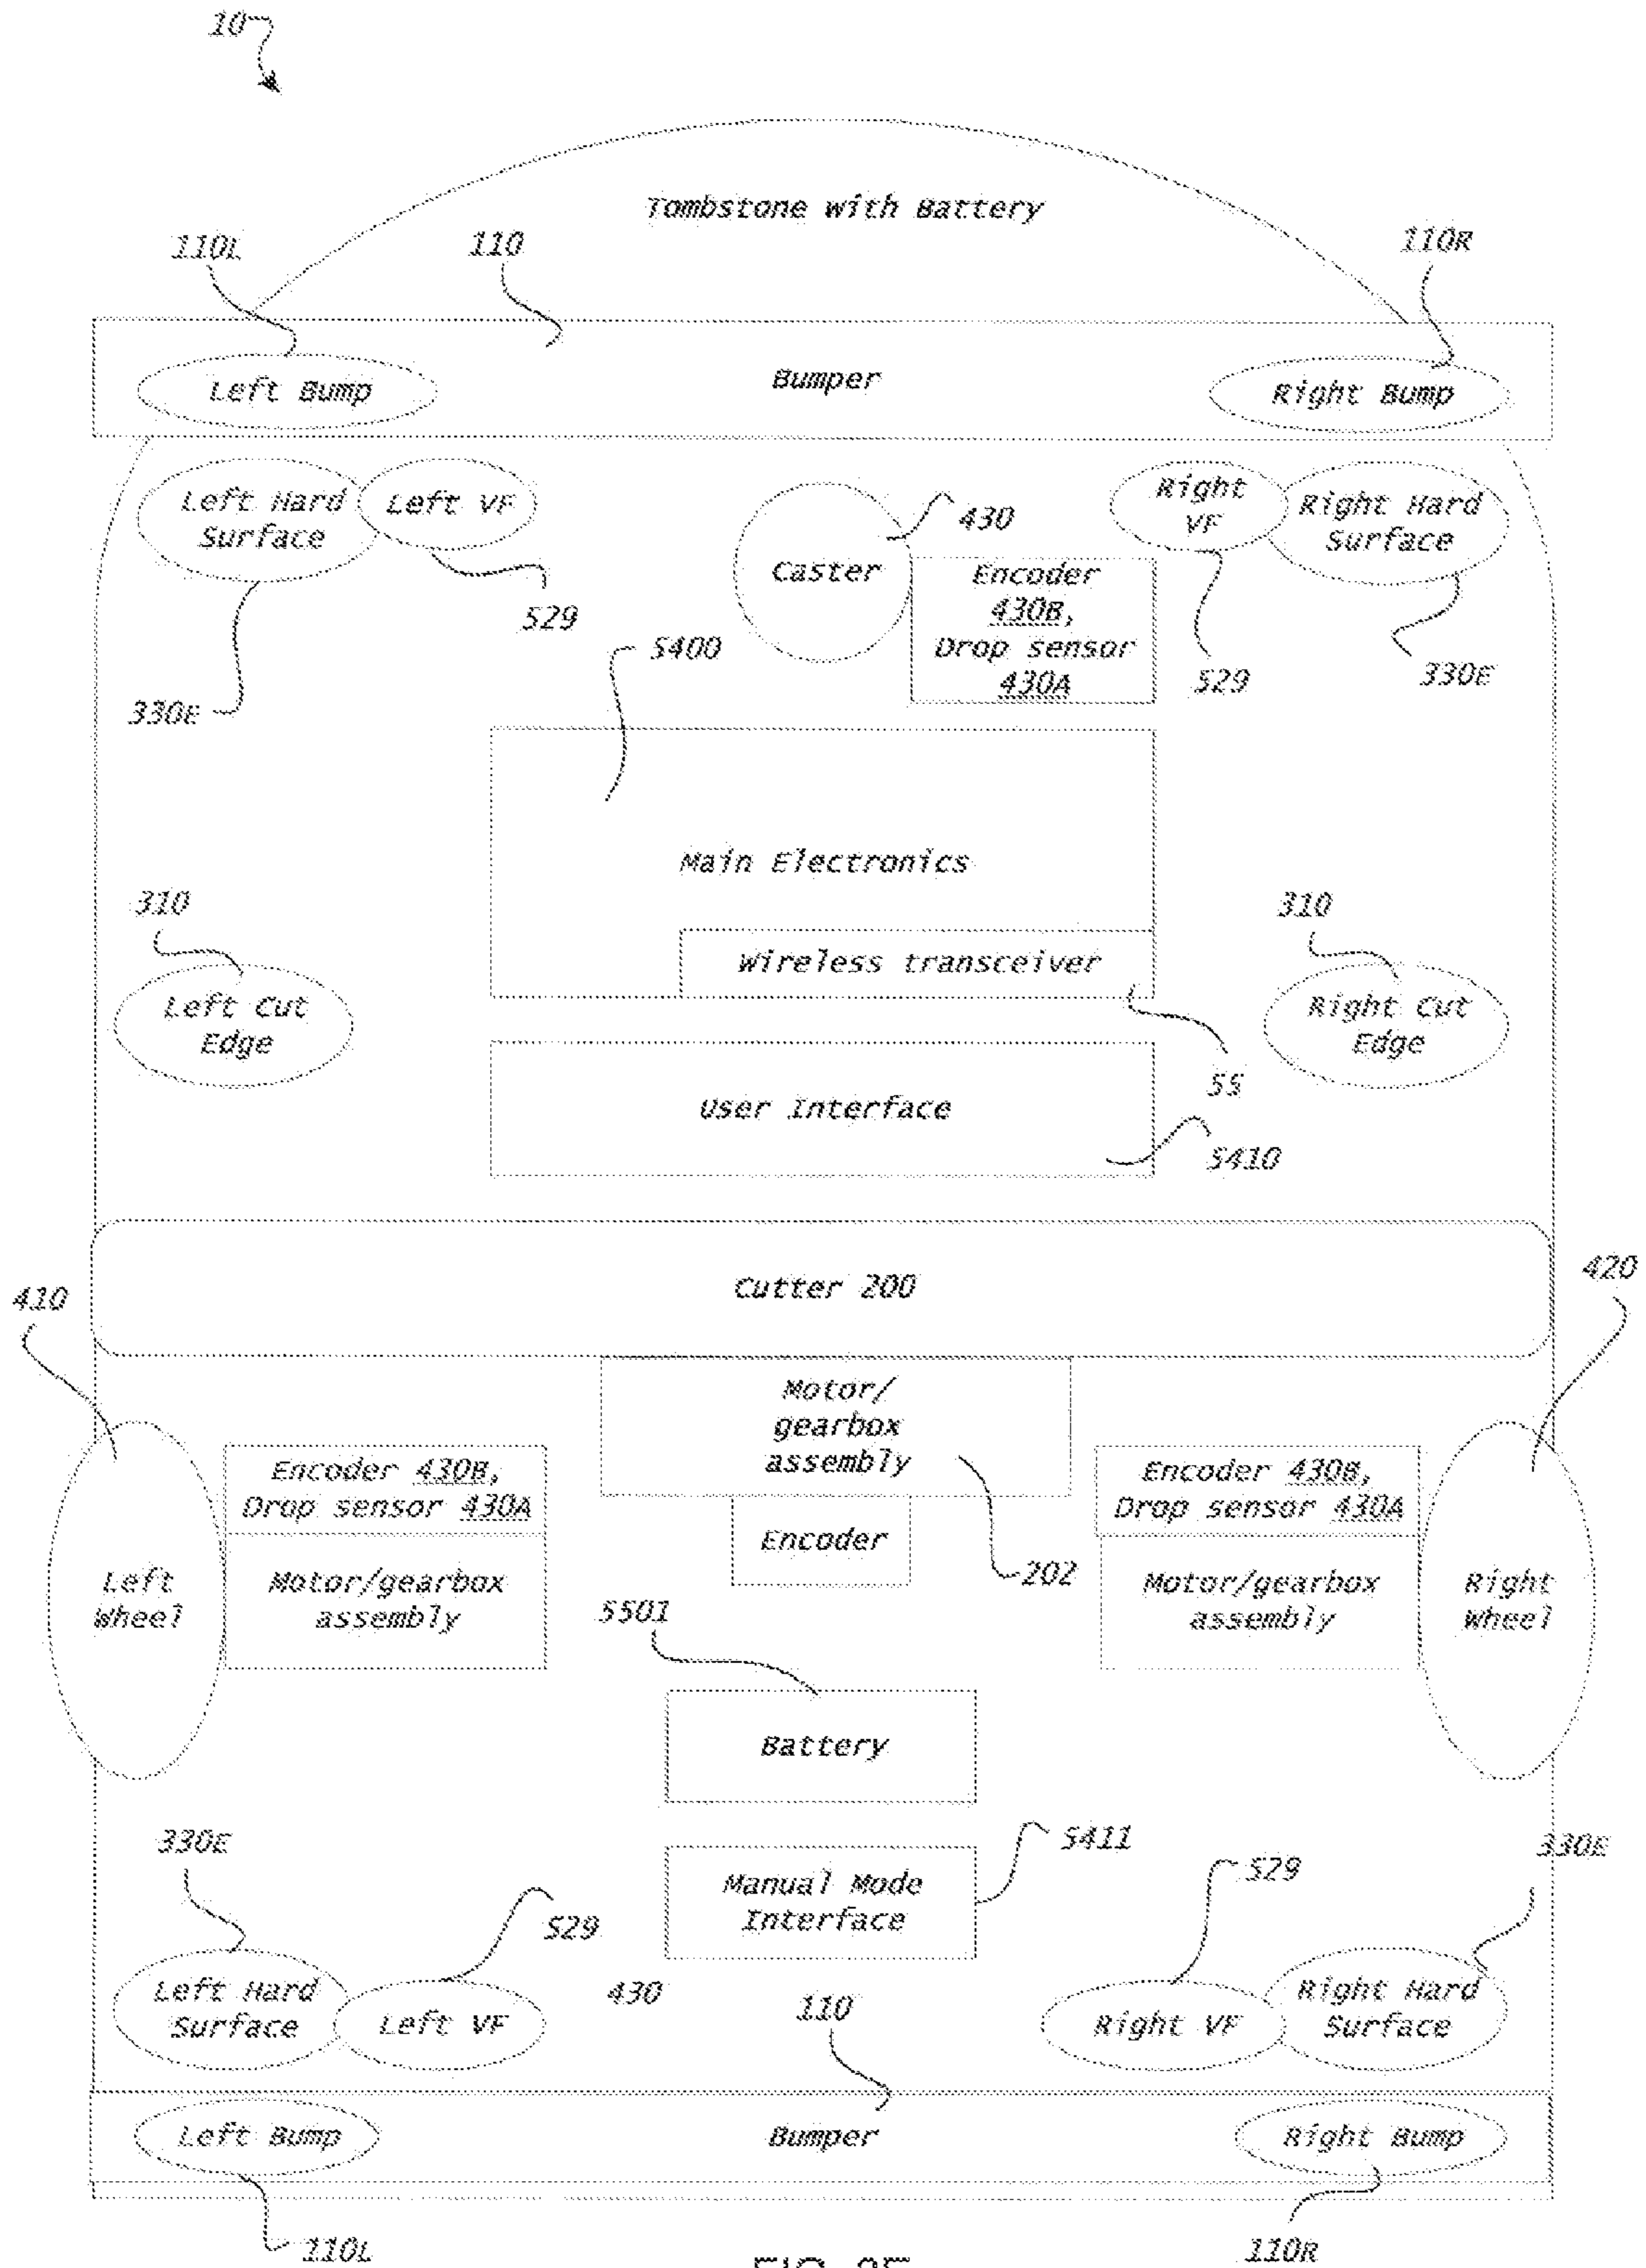 10
Tombstone with Battery
110L
110
110R
Left Bump
Bumper
Right Bump
Left Hard
Surface
Left VF
529
330E
Caster
430
Encoder
430B,
Drop sensor
430A
Right
VF
Right Hard
Surface
529
330E
5400
Main Electronics
Wireless transceiver
55
310
Left Cut
Edge
310
Right Cut
Edge
User Interface
5410
Cutter 200
410
420
Motor/
gearbox
assembly
Encoder
202
Left
Wheel
Encoder 430B,
Drop sensor 430A
Motor/gearbox
assembly
Encoder 430B,
Drop sensor 430A
Motor/gearbox
assembly
Right
Wheel
5501
Battery
Manual Mode
Interface
5411
330E
529
Left Hard
Surface
Left VF
430
110
529
330E
Right VF
Right Hard
Surface
Left Bump
Bumper
Right Bump
110L
110R